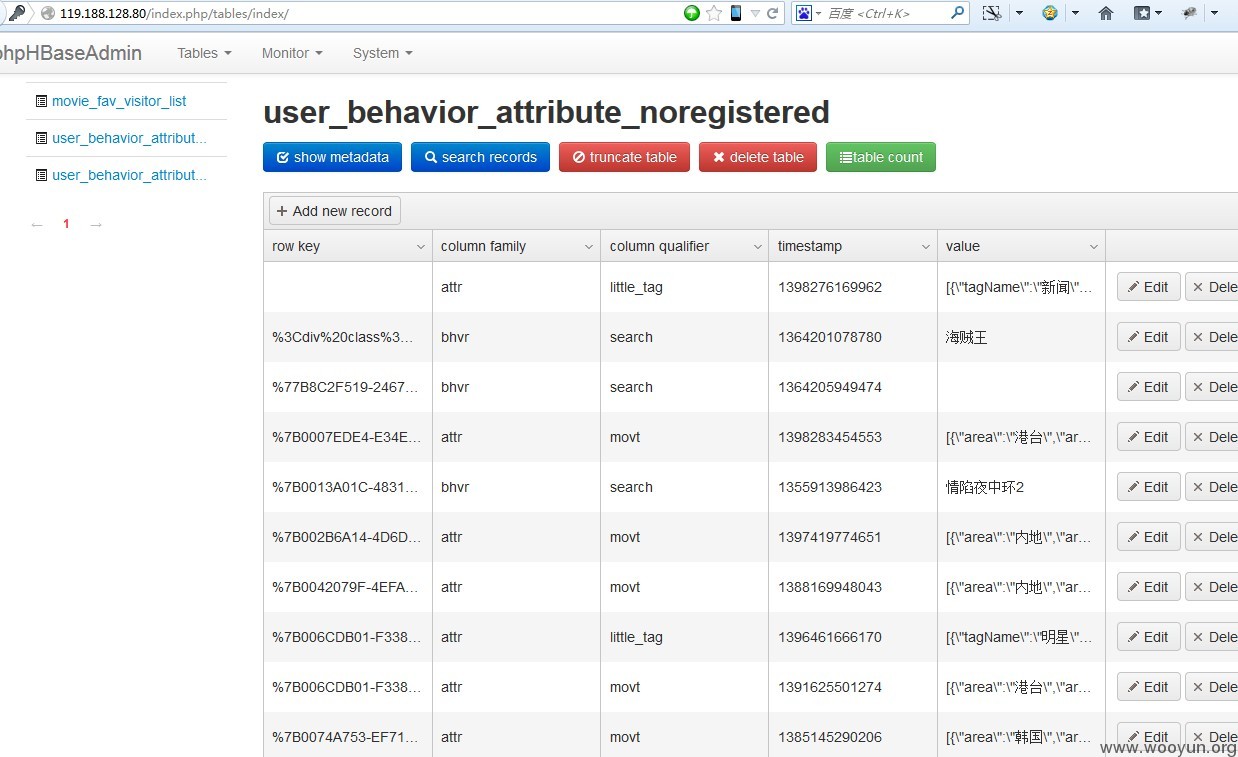 119.188.128.80/index.php/tables/index/
百度 <Ctrl+K>
phpHBaseAdmin Tables Monitor System
movie_fav_visitor_list
user_behavior_attribut...
user_behavior_attribut...
← 1 →
user_behavior_attribute_noregistered
show metadata search records truncate table delete table table count
+ Add new record
row key column family column qualifier timestamp value
attr little_tag 1398276169962 [{\"tagName\":\"新闻\"... Edit × Dele
%3Cdiv%20class%3... bhvr search 1364201078780 海贼王 Edit × Dele
%77B8C2F519-2467... bhvr search 1364205949474 Edit × Dele
%7B0007EDE4-E34E... attr movt 1398283454553 [{\"area\":\"港台\",\"ar... Edit × Dele
%7B0013A01C-4831... bhvr search 1355913986423 情陷夜中环2 Edit × Dele
%7B002B6A14-4D6D... attr movt 1397419774651 [{\"area\":\"内地\",\"ar... Edit × Dele
%7B0042079F-4EFA... attr movt 1388169948043 [{\"area\":\"内地\",\"ar... Edit × Dele
%7B006CDB01-F338... attr little_tag 1396461666170 [{\"tagName\":\"明星\"... Edit × Dele
%7B006CDB01-F338... attr movt 1391625501274 [{\"area\":\"港台\",\"ar... Edit × Dele
%7B0074A753-EF71... attr movt 1385145290206 [{\"area\":\"韩国\",\"ar... Edit × Dele
www.wooyun.org